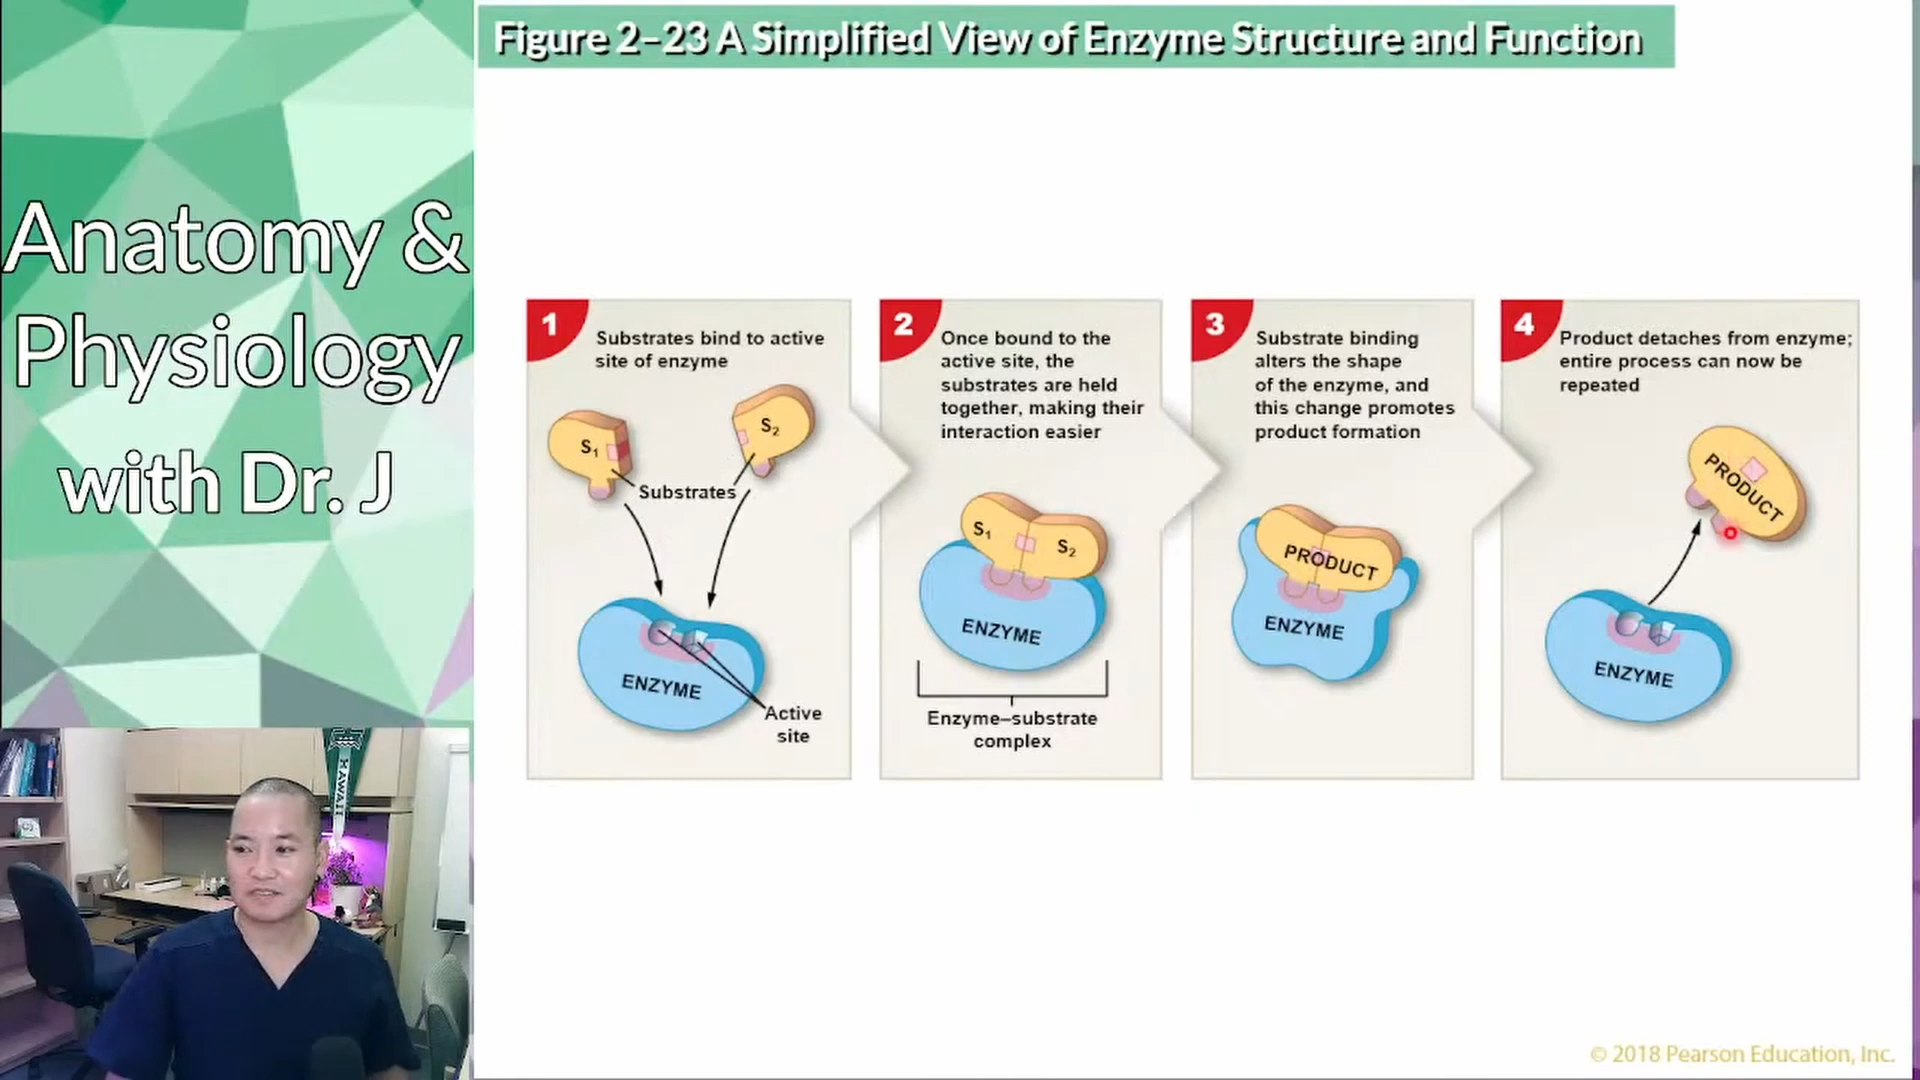 Figure 2–23 A Simplified View of Enzyme Structure and Function
Anatomy &
Physiology
with Dr. J
1
Substrates bind to active
site of enzyme
S1
S2
Substrates
ENZYME
Active
site
2
Once bound to the
active site, the
substrates are held
together, making their
interaction easier
S1
S2
ENZYME
Enzyme–substrate
complex
3
Substrate binding
alters the shape
of the enzyme, and
this change promotes
product formation
PRODUCT
ENZYME
4
Product detaches from enzyme;
entire process can now be
repeated
PRODUCT
ENZYME
HAWAII
© 2018 Pearson Education, Inc.